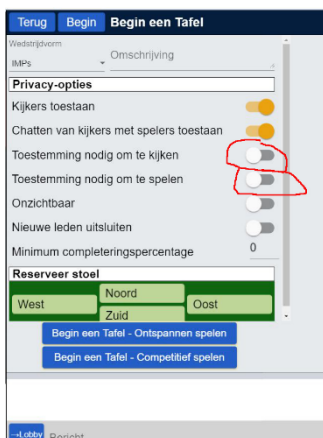 Terug Begin Begin een Tafel
Wedstrijdvorm
IMPs
Omschrijving
Privacy-opties
Kijkers toestaan
Chatten van kijkers met spelers toestaan
Toestemming nodig om te kijken
Toestemming nodig om te spelen
Onzichtbaar
Nieuwe leden uitsluiten
Minimum completeringspercentage 0
Reserveer stoel
Noord
West Oost
Zuid
Begin een Tafel - Ontspannen spelen
Begin een Tafel - Competitief spelen
→Lobby Bericht